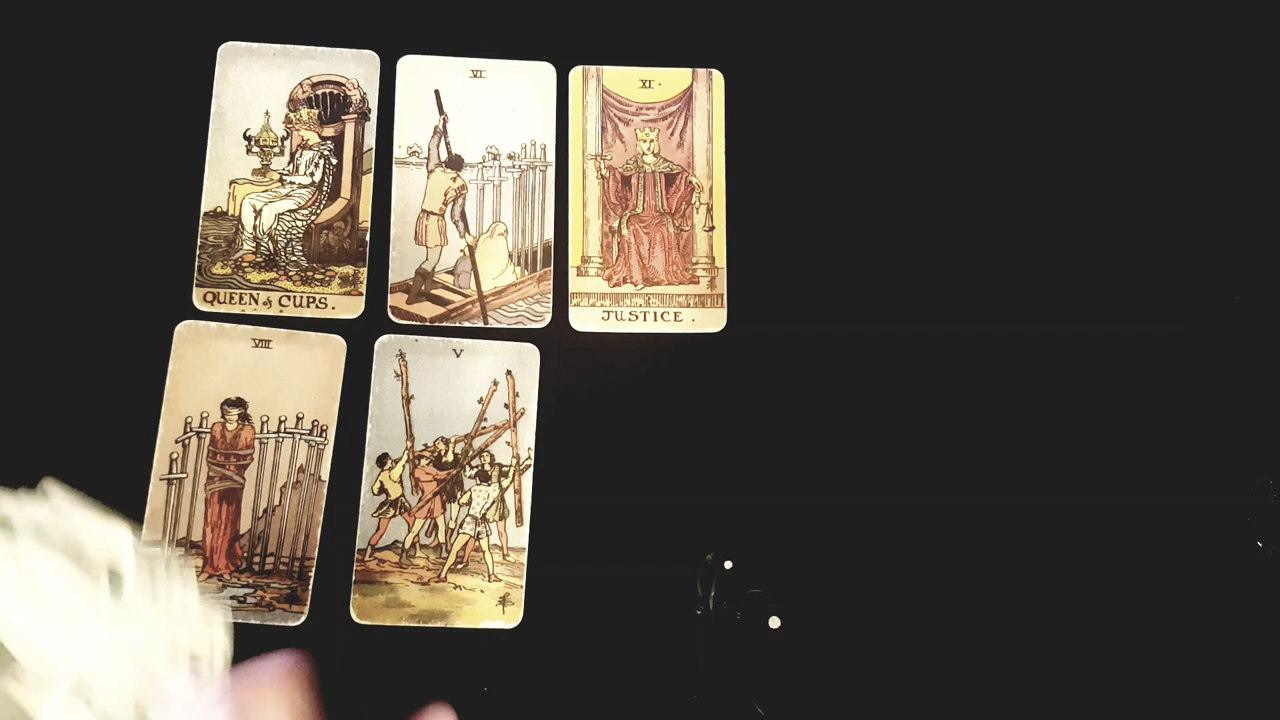 VI
XI.
QUEEN of CUPS.
JUSTICE.
VIII
V